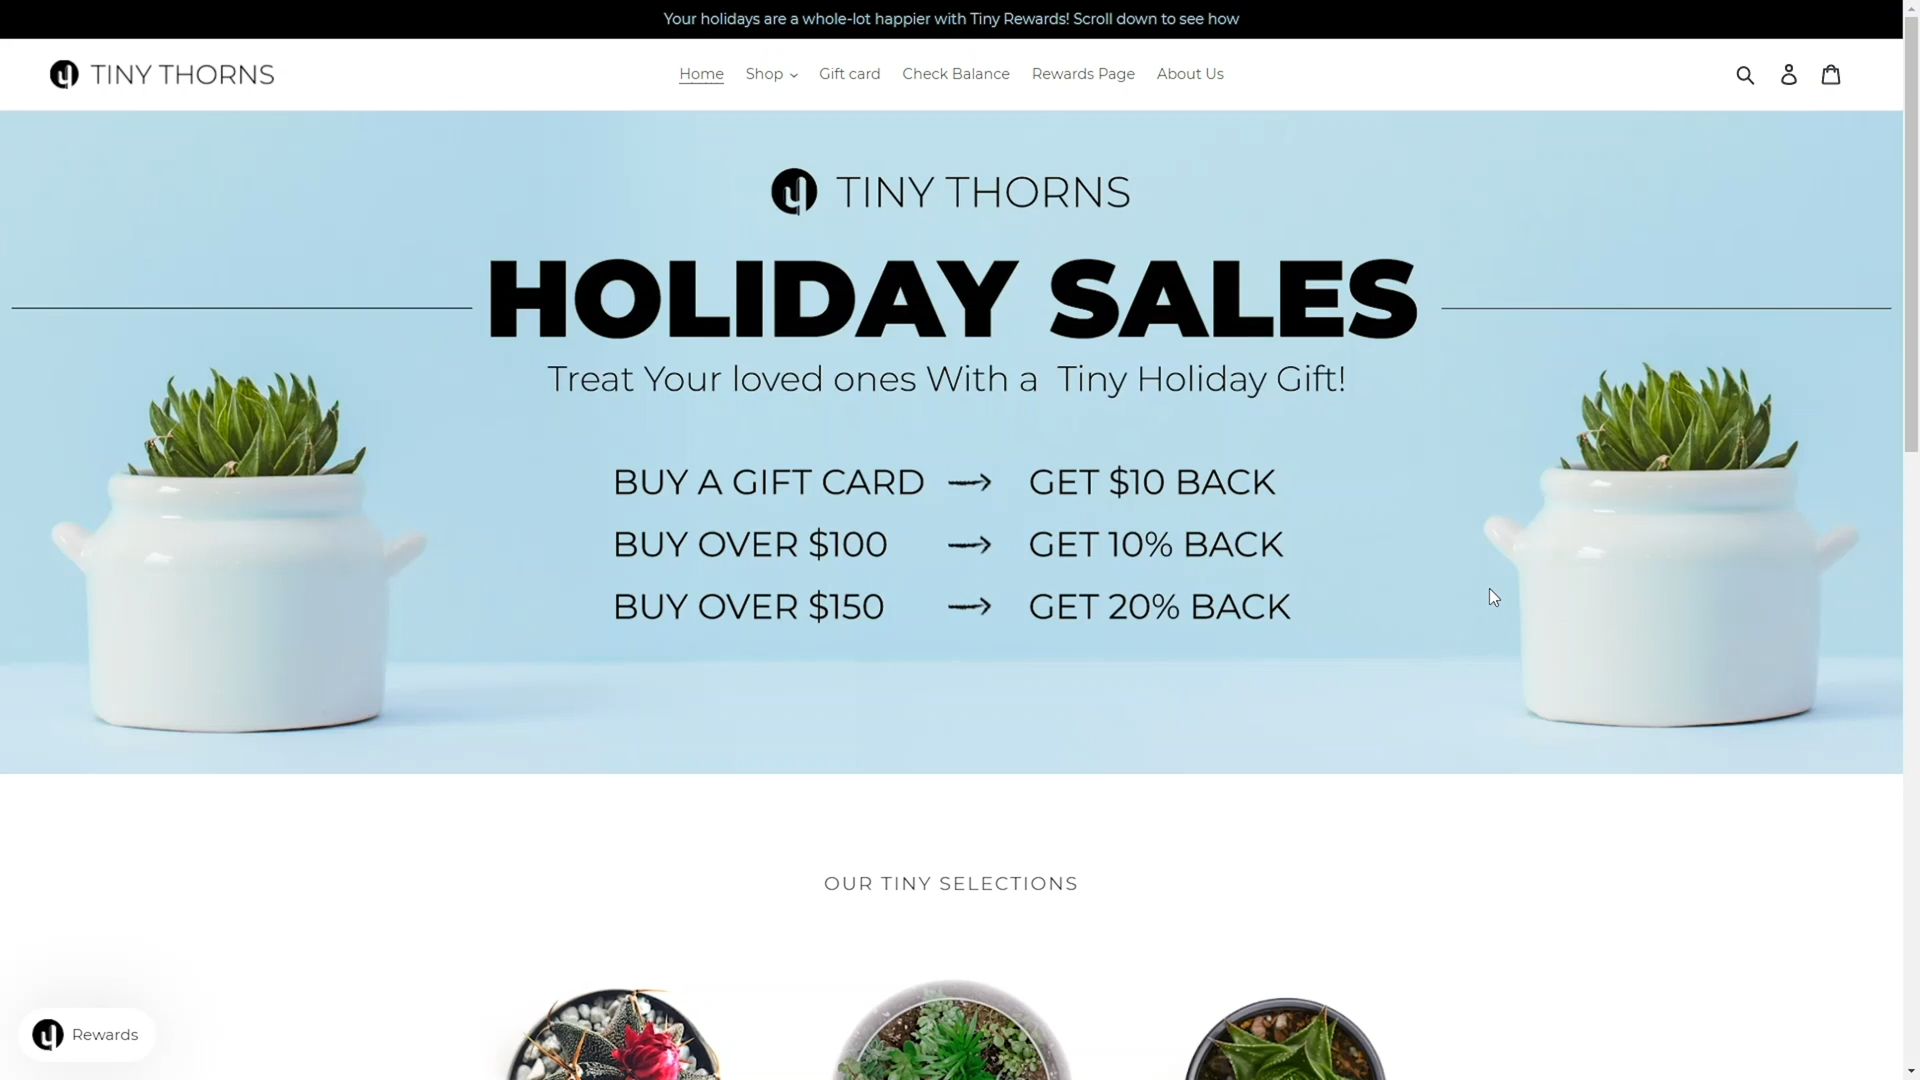 Your holidays are a whole-lot happier with Tiny Rewards! Scroll down to see how
TINY THORNS
Home Shop Gift card Check Balance Rewards Page About Us
TINY THORNS
HOLIDAY SALES
Treat Your loved ones With a Tiny Holiday Gift!
BUY A GIFT CARD → GET $10 BACK
BUY OVER $100 → GET 10% BACK
BUY OVER $150 → GET 20% BACK
OUR TINY SELECTIONS
Rewards